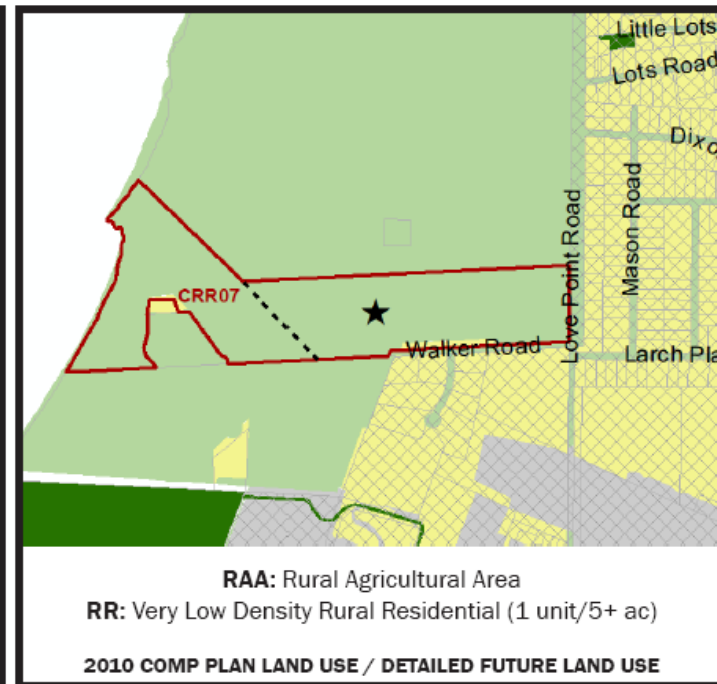 Little Lots
Lots Road
Dixo
Mason Road
Love Point Road
CRR07
Walker Road
Larch Pla
RAA: Rural Agricultural Area
RR: Very Low Density Rural Residential (1 unit/5+ ac)
2010 COMP PLAN LAND USE / DETAILED FUTURE LAND USE